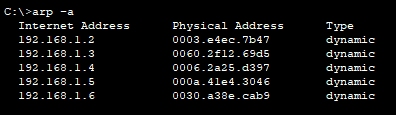 C:\>arp -a
Internet Address Physical Address Type
192.168.1.2 0003.e4ec.7b47 dynamic
192.168.1.3 0060.2f12.69d5 dynamic
192.168.1.4 0006.2a25.d397 dynamic
192.168.1.5 000a.41e4.3046 dynamic
192.168.1.6 0030.a38e.cab9 dynamic